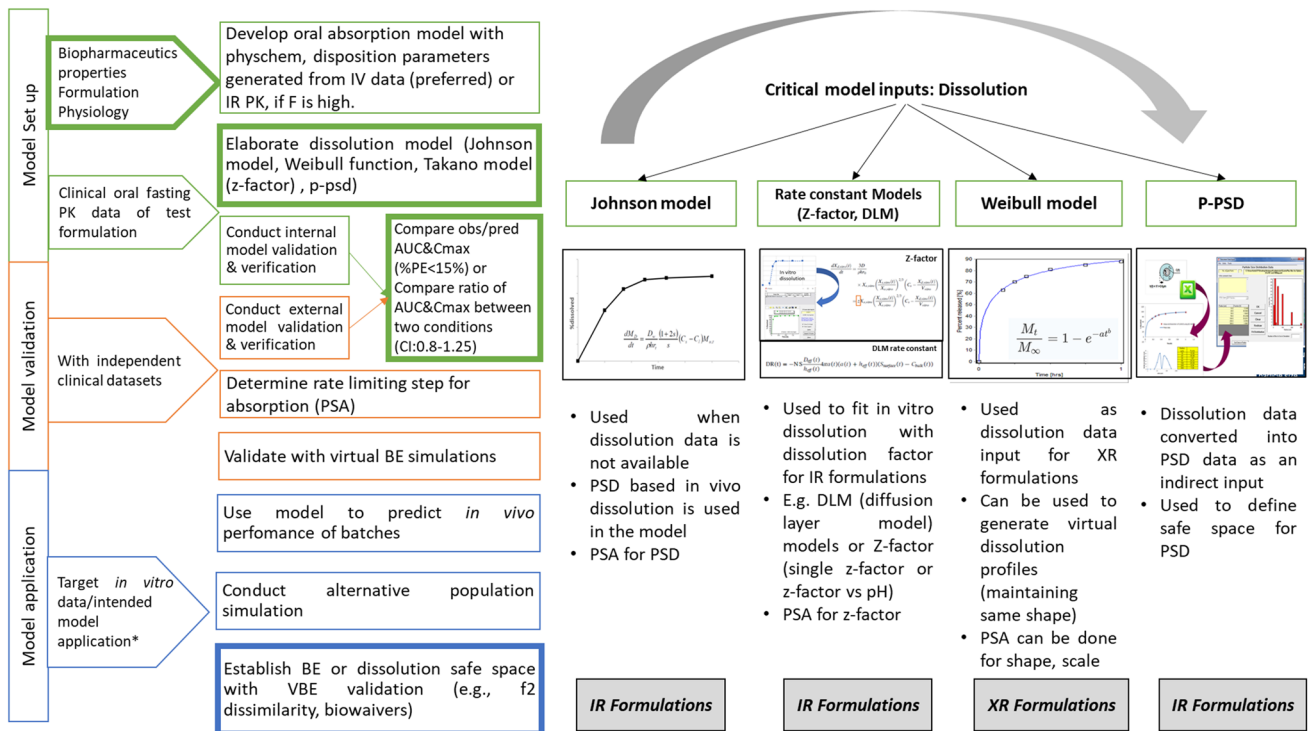 Model Set up
Biopharmaceutics
properties
Formulation
Physiology
Develop oral absorption model with
physchem, disposition parameters
generated from IV data (preferred) or
IR PK, if F is high.
Elaborate dissolution model (Johnson
model, Weibull function, Takano model
(z-factor) , p-psd)
Clinical oral fasting
PK data of test
formulation
Conduct internal
model validation
& verification
Compare obs/pred
AUC&Cmax
(%PE<15%) or
Compare ratio of
AUC&Cmax between
two conditions
(CI:0.8-1.25)
Model validation
With independent
clinical datasets
Conduct external
model validation
& verification
Determine rate limiting step for
absorption (PSA)
Validate with virtual BE simulations
Model application
Target in vitro
data/intended
model
application*
Use model to predict in vivo
perfomance of batches
Conduct alternative population
simulation
Establish BE or dissolution safe space
with VBE validation (e.g., f2
dissimilarity, biowaivers)
Critical model inputs: Dissolution
Johnson model
%dissolved
Time
• Used when
dissolution data is
not available
• PSD based in vivo
dissolution is used
in the model
• PSA for PSD
IR Formulations
Rate constant Models
(Z-factor, DLM)
Z-factor
In vitro
dissolution
DLM rate constant
• Used to fit in vitro
dissolution with
dissolution factor
for IR formulations
• E.g. DLM (diffusion
layer model)
models or Z-factor
(single z-factor or
z-factor vs pH)
• PSA for z-factor
IR Formulations
Weibull model
Percent released [%]
90
80
70
60
50
40
30
20
10
0
M_t / M_∞ = 1 − e^{−at^b}
0
1
Time [hrs]
• Used as
dissolution data
input for XR
formulations
• Can be used to
generate virtual
dissolution
profiles
(maintaining
same shape)
• PSA can be done
for shape, scale
XR Formulations
P-PSD
• Dissolution data
converted into
PSD data as an
indirect input
• Used to define
safe space for
PSD
IR Formulations